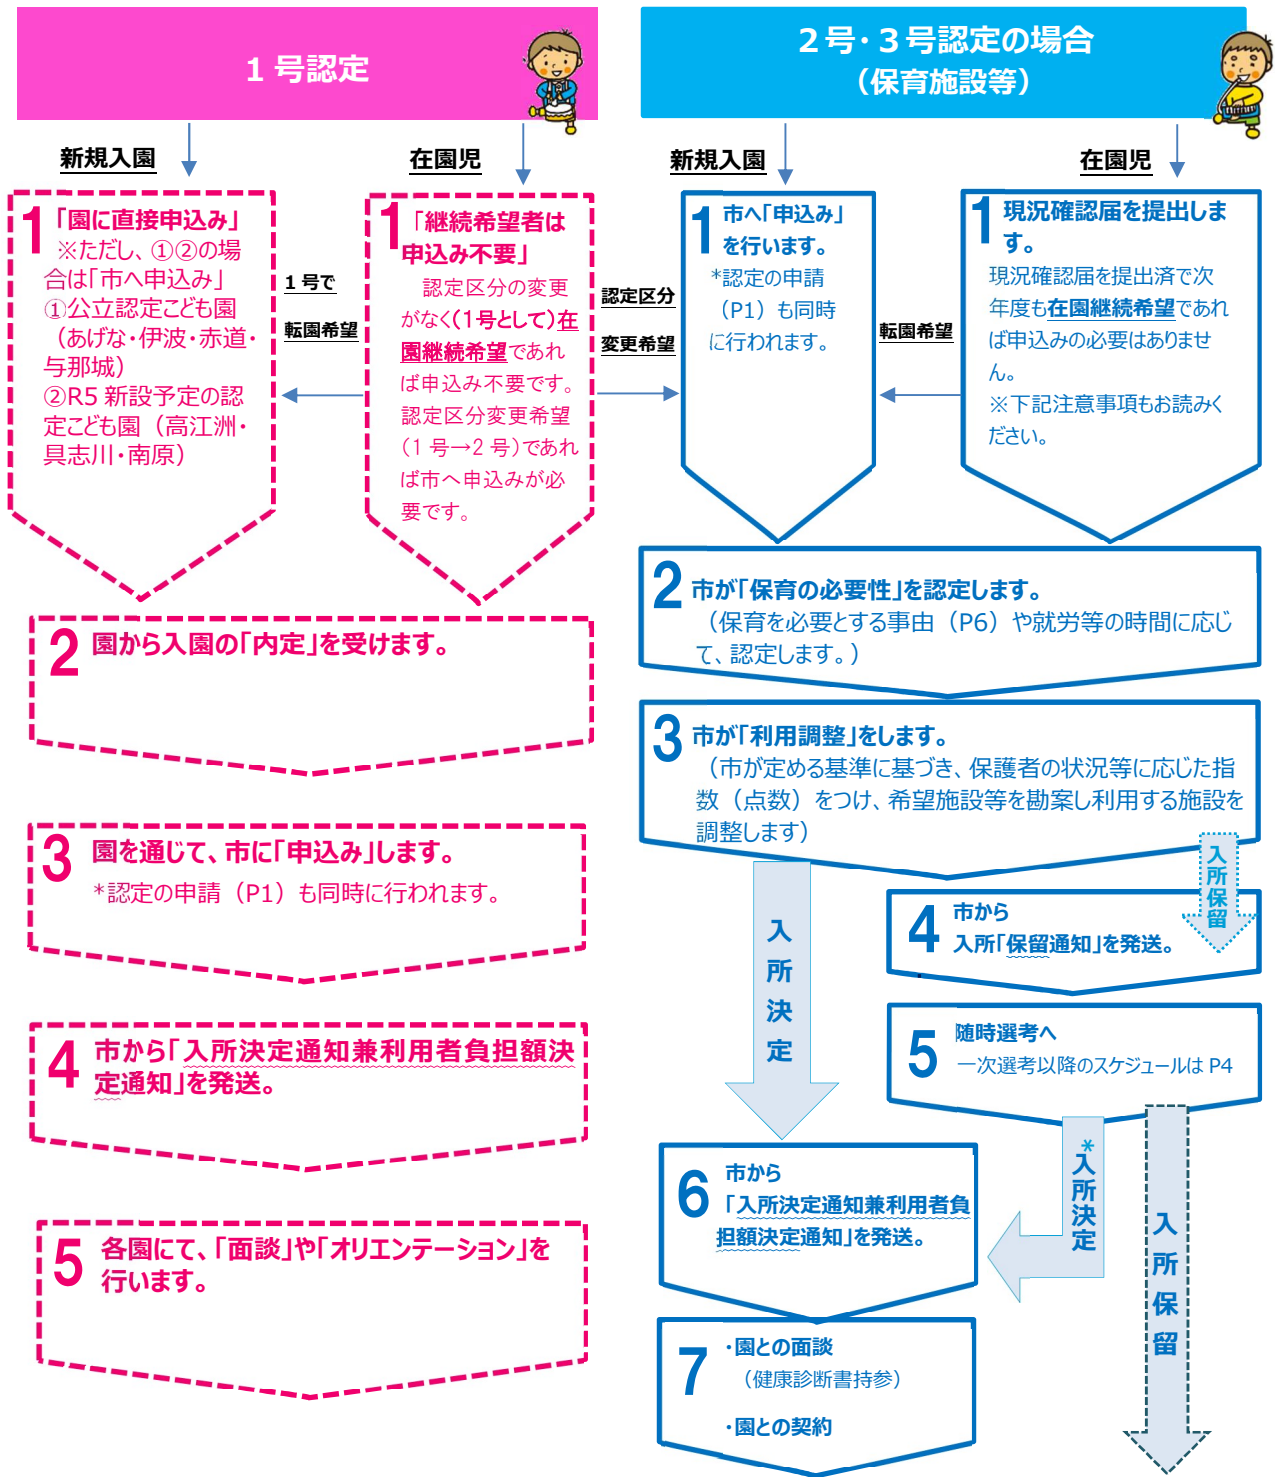 1号認定
新規入園
在園児
1
「園に直接申込み」
※ただし、①②の場
合は「市へ申込み」
①公立認定こども園
（あげな・伊波・赤道・
与那城）
②R5新設予定の認
定こども園（高江洲・
具志川・南原）
1号で
転園希望
1
「継続希望者は
申込み不要」
認定区分の変更
がなく(1号として)在
園継続希望であれ
ば申込み不要です。
認定区分変更希望
(1号→2号)であれ
ば市へ申込みが必
要です。
認定区分
変更希望
2
園から入園の「内定」を受けます。
3
園を通じて、市に「申込み」します。
*認定の申請（P1）も同時に行われます。
4
市から「入所決定通知兼利用者負担額決
定通知」を発送。
5
各園にて、「面談」や「オリエンテーション」を
行います。
2号・3号認定の場合
（保育施設等）
新規入園
在園児
1
市へ「申込み」
を行います。
*認定の申請
（P1）も同時
に行われます。
転園希望
1
現況確認届を提出しま
す。
現況確認届を提出済で次
年度も在園継続希望であれ
ば申込みの必要はありませ
ん。
※下記注意事項もお読みく
ださい。
2
市が「保育の必要性」を認定します。
（保育を必要とする事由（P6）や就労等の時間に応じ
て、認定します。）
3
市が「利用調整」をします。
（市が定める基準に基づき、保護者の状況等に応じた指
数（点数）をつけ、希望施設等を勘案し利用する施設を
調整します）
入所保留
入所決定
4
市から
入所「保留通知」を発送。
5
随時選考へ
一次選考以降のスケジュールはP4
*入所決定
入所保留
6
市から
「入所決定通知兼利用者負
担額決定通知」を発送。
7
・園との面談
（健康診断書持参）
・園との契約